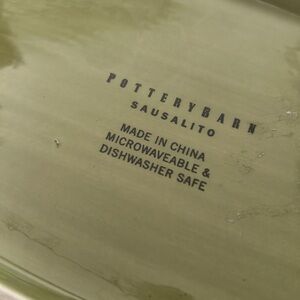 POTTERYBARN
SAUSALITO
MADE IN CHINA
MICROWAVEABLE &
DISHWASHER SAFE